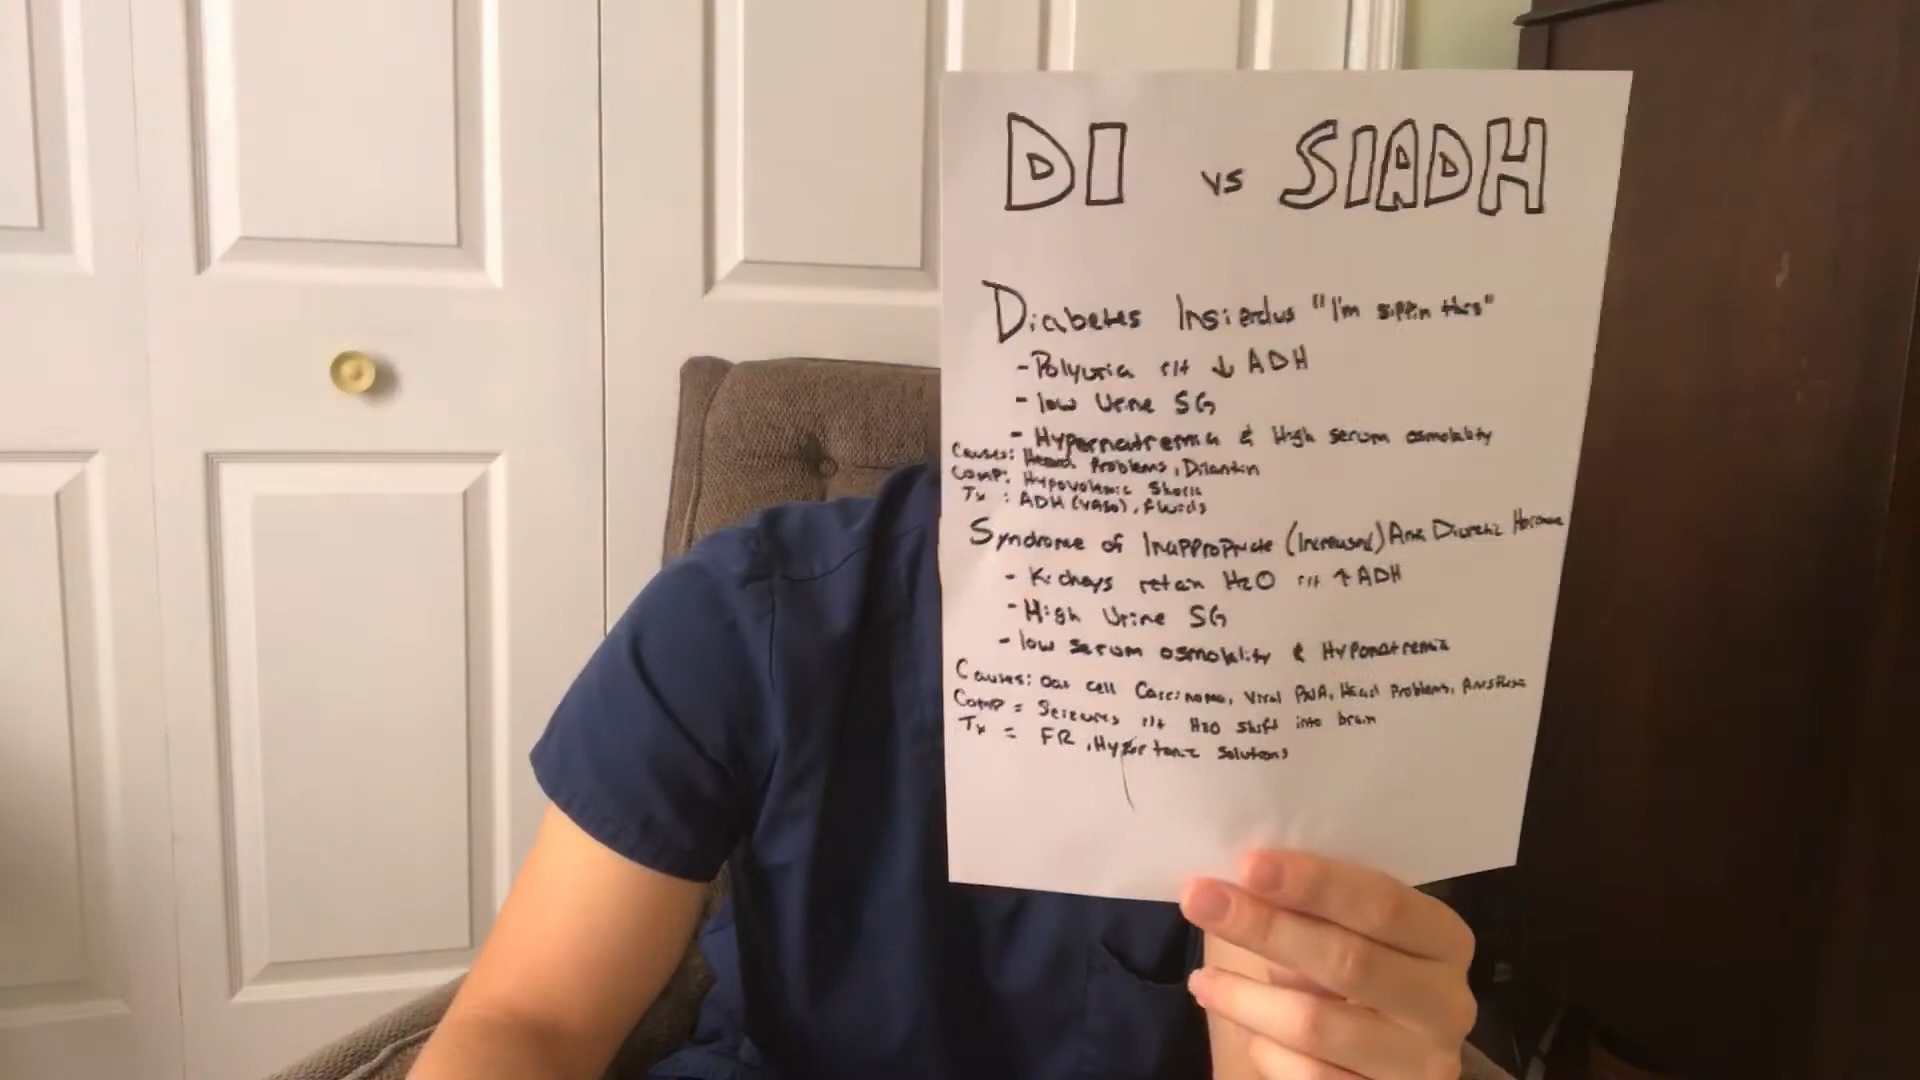 DI vs SIADH
Diabetes Insierdus "I'm sippin this"
- Polyuria r/t ↓ ADH
- low Urine SG
- Hypernatremia & High serum osmolality
Causes: Head Problems, Dilantin
Comp: Hypovolemic Shock
Tx : ADH (vaso), fluids
Syndrome of Inappropriate (Increased) Anti Diuretic Hormone
- Kidneys retain H2O r/t ↑ ADH
- High Urine SG
- low serum osmolality & Hyponatremia
Causes: Oat cell Carcinoma, Viral PNA, Head Problems, Anesthesia
Comp = Seizures r/t H2O shift into brain
Tx = FR, Hypertonic Solutions